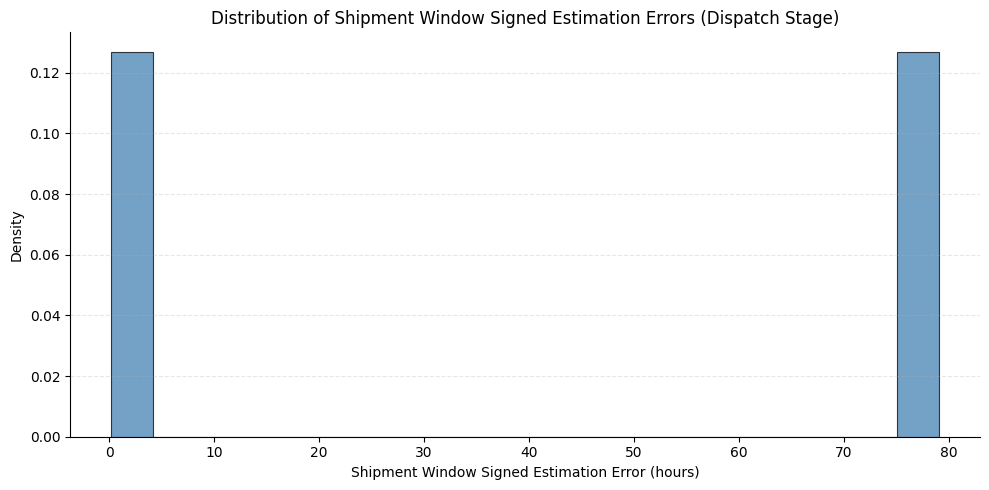 Distribution of Shipment Window Signed Estimation Errors (Dispatch Stage)
Density
0.12
0.10
0.08
0.06
0.04
0.02
0.00
0 10 20 30 40 50 60 70 80
Shipment Window Signed Estimation Error (hours)